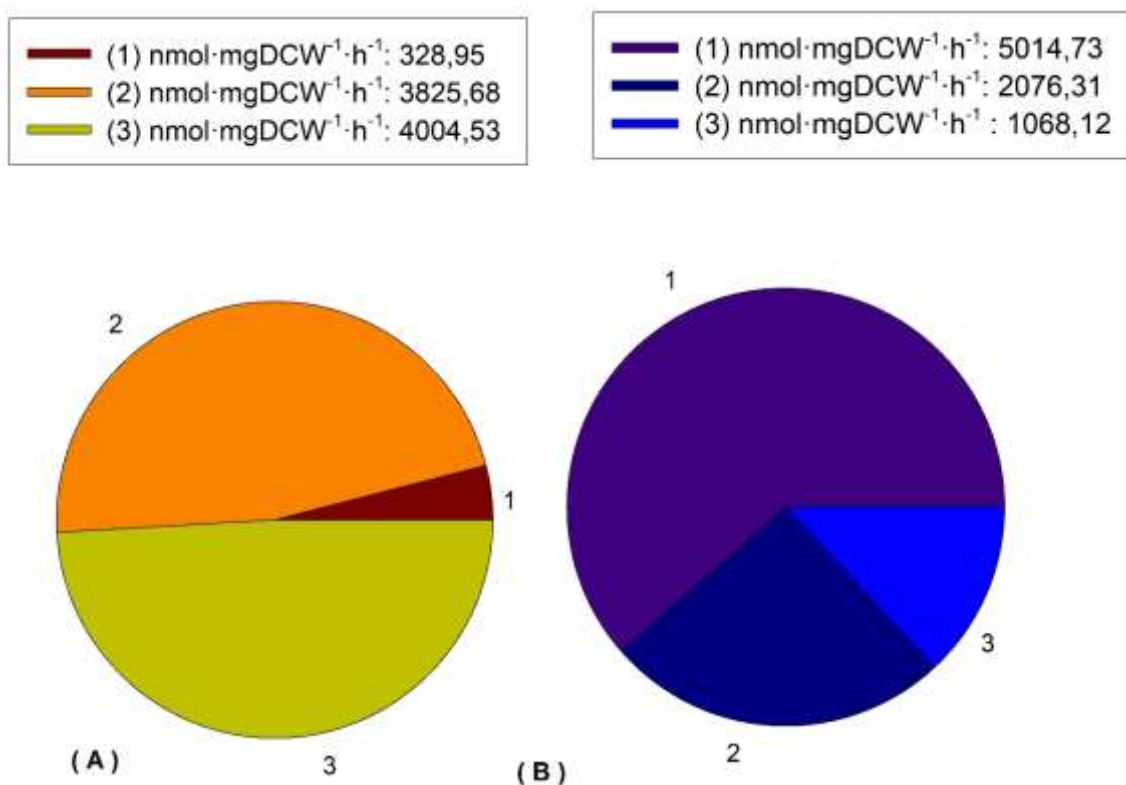 (1) nmol·mgDCW⁻¹·h⁻¹: 328,95
(2) nmol·mgDCW⁻¹·h⁻¹: 3825,68
(3) nmol·mgDCW⁻¹·h⁻¹: 4004,53
(1) nmol·mgDCW⁻¹·h⁻¹: 5014,73
(2) nmol·mgDCW⁻¹·h⁻¹: 2076,31
(3) nmol·mgDCW⁻¹·h⁻¹ : 1068,12
2
1
3
( A )
1
3
2
( B )